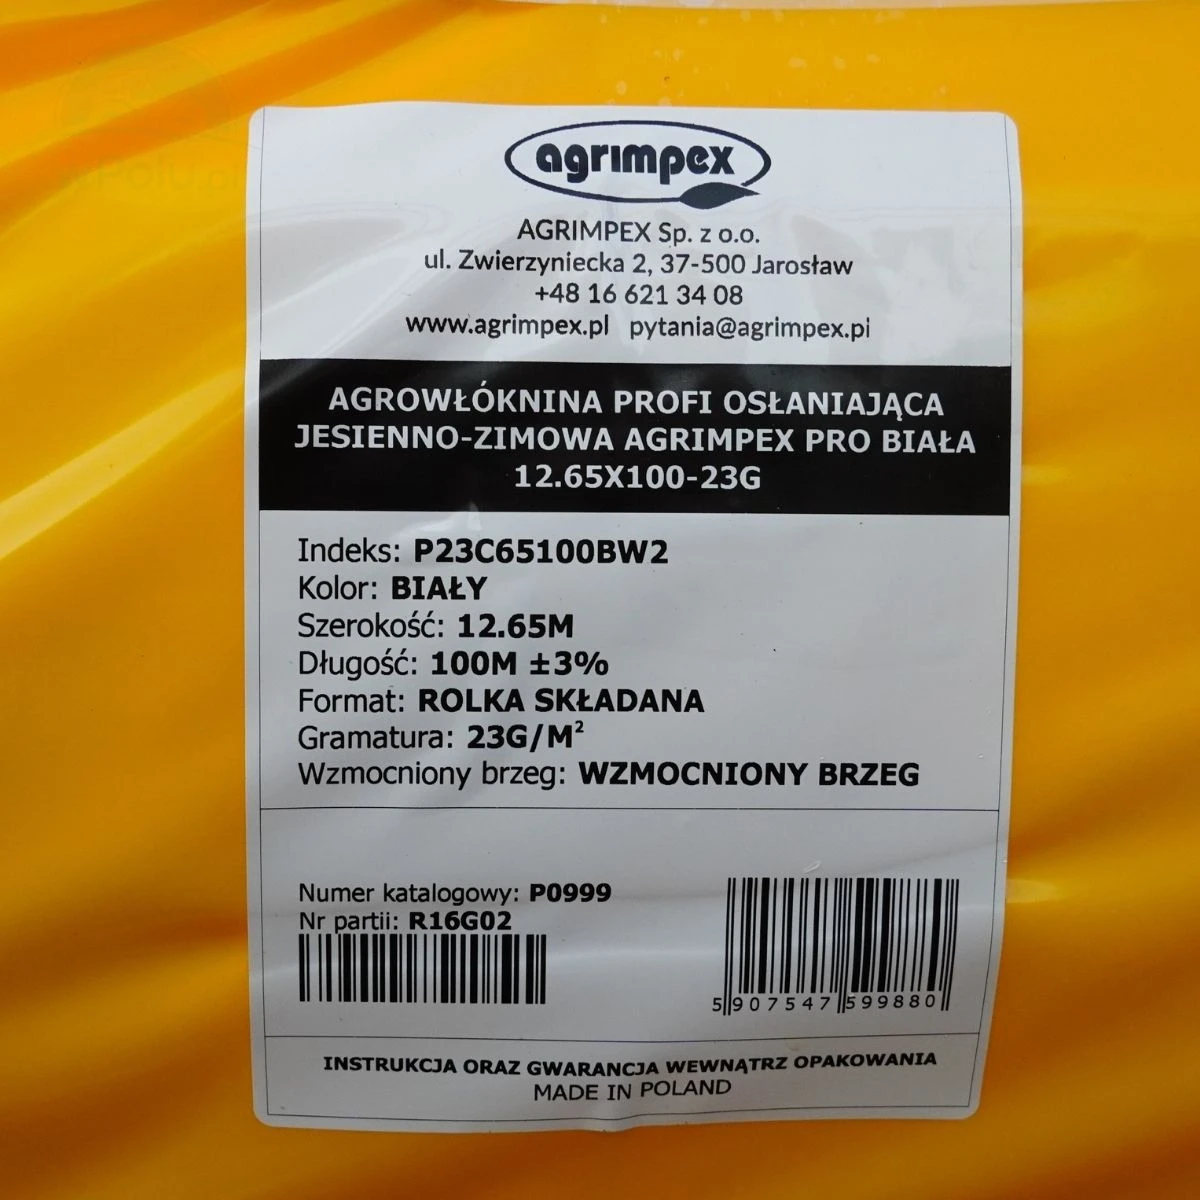 Polu.pl
agrimpex
AGRIMPEX Sp. z o.o.
ul. Zwierzyniecka 2, 37-500 Jarosław
+48 16 621 34 08
www.agrimpex.pl pytania@agrimpex.pl
AGROWŁÓKNINA PROFI OSŁANIAJĄCA
JESIENNO-ZIMOWA AGRIMPEX PRO BIAŁA
12.65X100-23G
Indeks: P23C65100BW2
Kolor: BIAŁY
Szerokość: 12.65M
Długość: 100M ±3%
Format: ROLKA SKŁADANA
Gramatura: 23G/M²
Wzmocniony brzeg: WZMOCNIONY BRZEG
Numer katalogowy: P0999
Nr partii: R16G02
5 907547 599880
INSTRUKCJA ORAZ GWARANCJA WEWNĄTRZ OPAKOWANIA
MADE IN POLAND